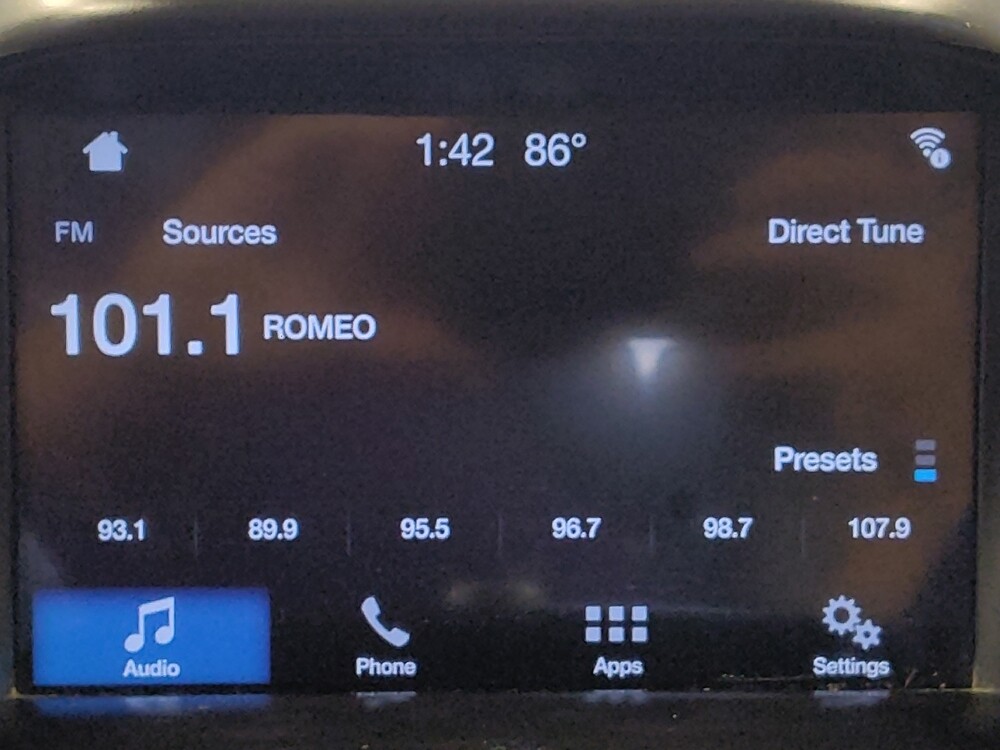 1:42 86°
FM Sources Direct Tune
101.1 ROMEO
Presets
93.1 89.9 95.5 96.7 98.7 107.9
Audio Phone Apps Settings